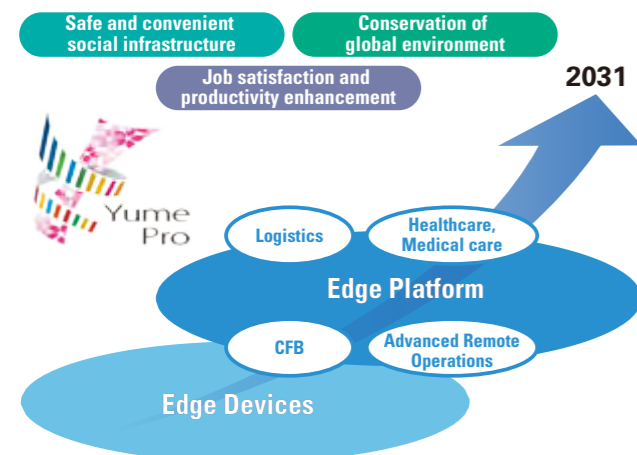 Safe and convenient
social infrastructure
Conservation of
global environment
Job satisfaction and
productivity enhancement
2031
Yume
Pro
Logistics
Healthcare,
Medical care
Edge Platform
CFB
Advanced Remote
Operations
Edge Devices